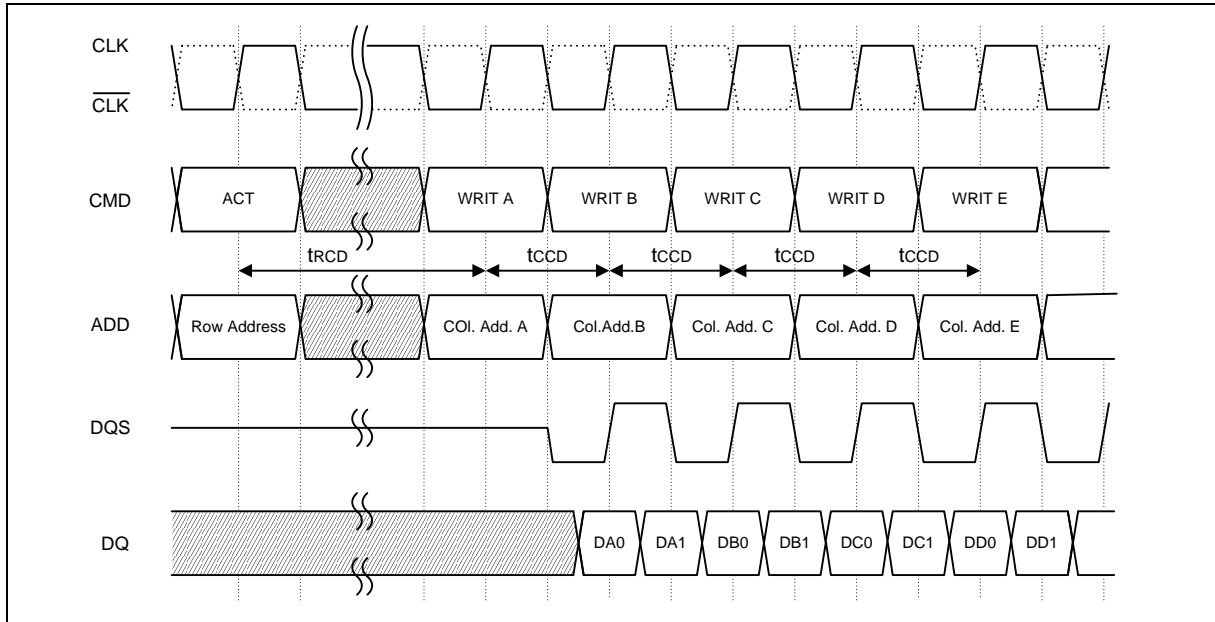 CLK
CLK
CMD ACT WRIT A WRIT B WRIT C WRIT D WRIT E
tRCD tCCD tCCD tCCD tCCD
ADD Row Address COl. Add. A Col.Add.B Col. Add. C Col. Add. D Col. Add. E
DQS
DQ DA0 DA1 DB0 DB1 DC0 DC1 DD0 DD1